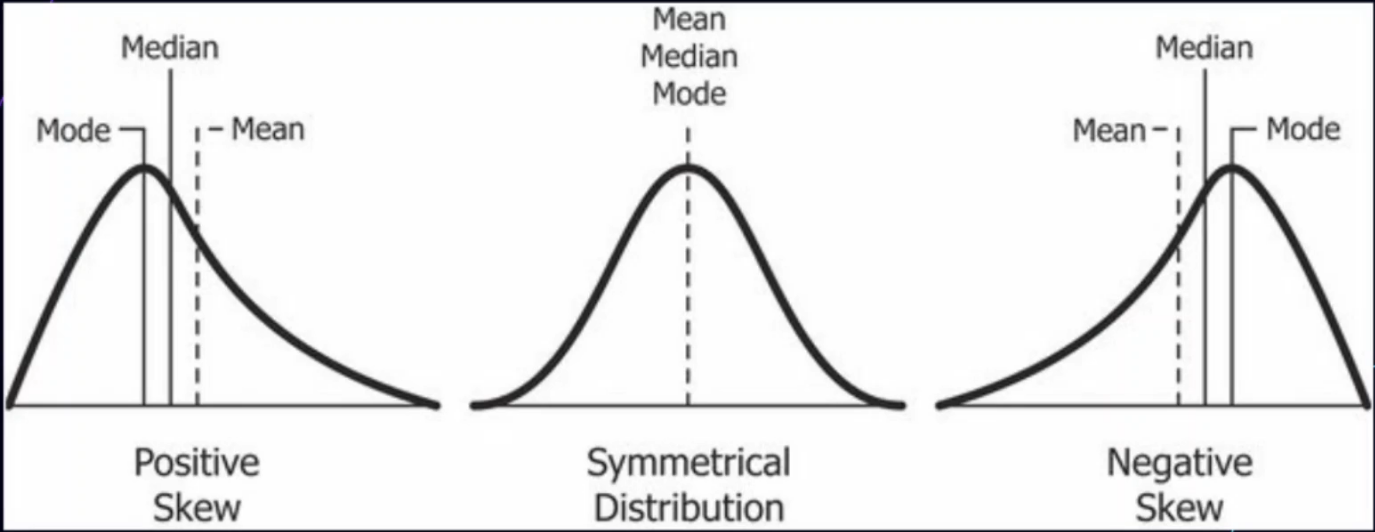 Median
Mode
Mean
Positive
Skew
Mean
Median
Mode
Symmetrical
Distribution
Median
Mean
Mode
Negative
Skew